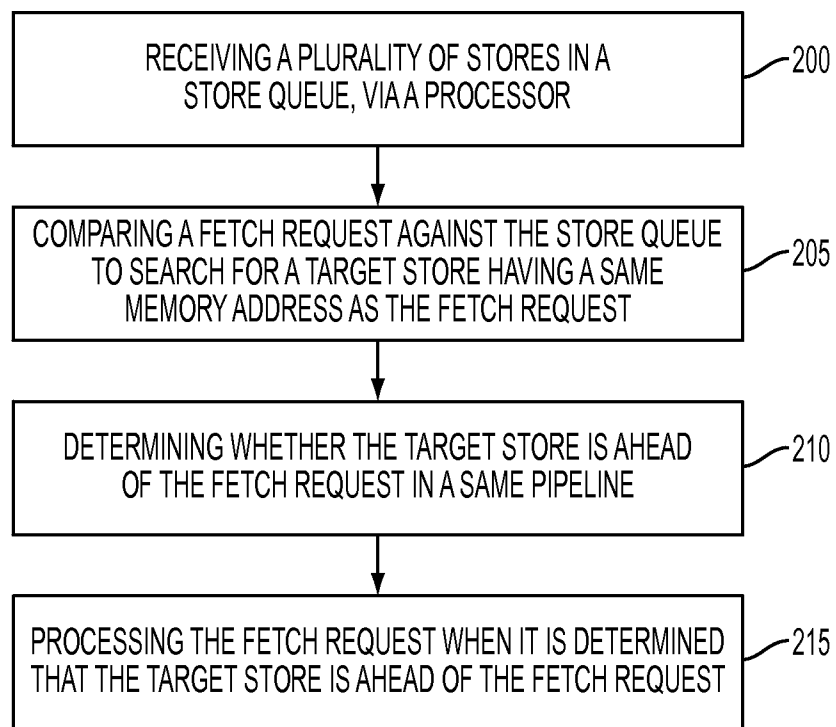 RECEIVING A PLURALITY OF STORES IN A
STORE QUEUE, VIA A PROCESSOR
200
COMPARING A FETCH REQUEST AGAINST THE STORE QUEUE
TO SEARCH FOR A TARGET STORE HAVING A SAME
MEMORY ADDRESS AS THE FETCH REQUEST
205
DETERMINING WHETHER THE TARGET STORE IS AHEAD
OF THE FETCH REQUEST IN A SAME PIPELINE
210
PROCESSING THE FETCH REQUEST WHEN IT IS DETERMINED
THAT THE TARGET STORE IS AHEAD OF THE FETCH REQUEST
215